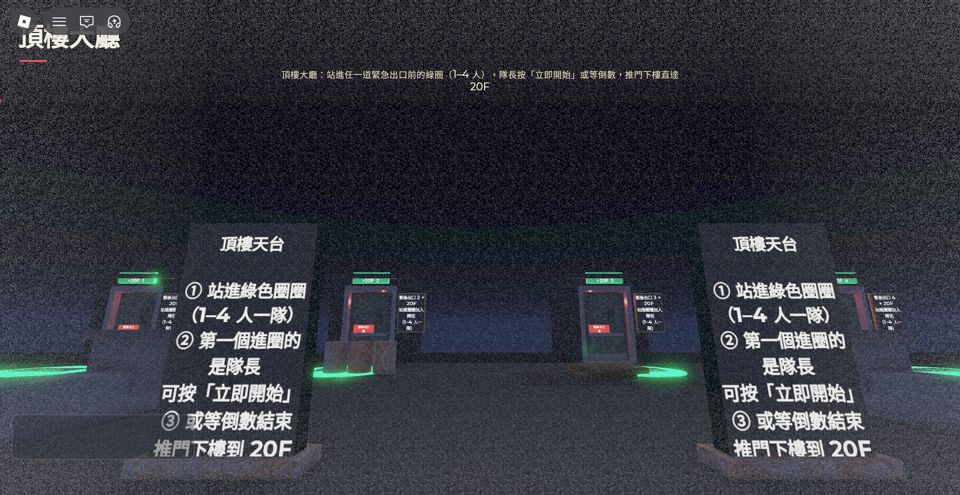 頂樓大廳
頂樓大廳：站進任一道緊急出口前的綠圈（1–4 人），隊長按「立即開始」或等倒數，推門下樓直達
20F
頂樓天台
① 站進綠色圈圈
（1–4 人一隊）
② 第一個進圈的
是隊長
可按「立即開始」
③ 或等倒數結束
推門下樓到 20F
頂樓天台
① 站進綠色圈圈
（1–4 人一隊）
② 第一個進圈的
是隊長
可按「立即開始」
③ 或等倒數結束
推門下樓到 20F